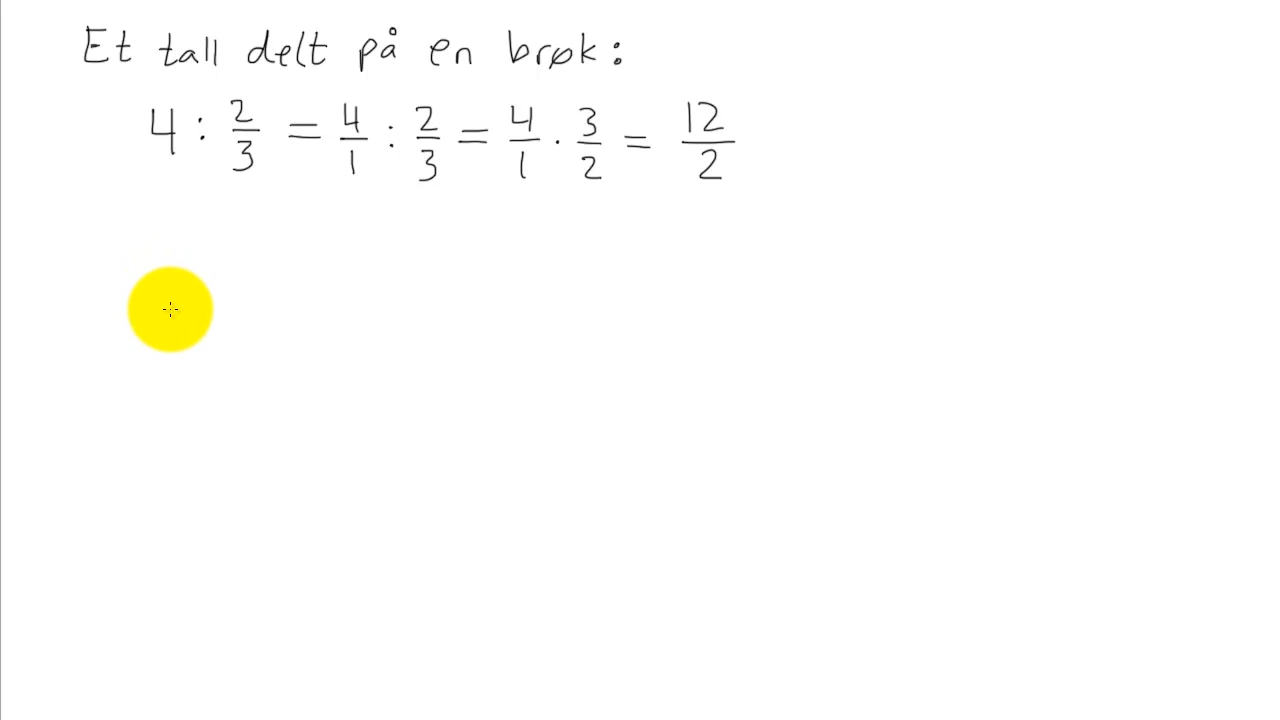 Et tall delt på en brøk:
4 : 2/3 = 4/1 : 2/3 = 4/1 · 3/2 = 12/2